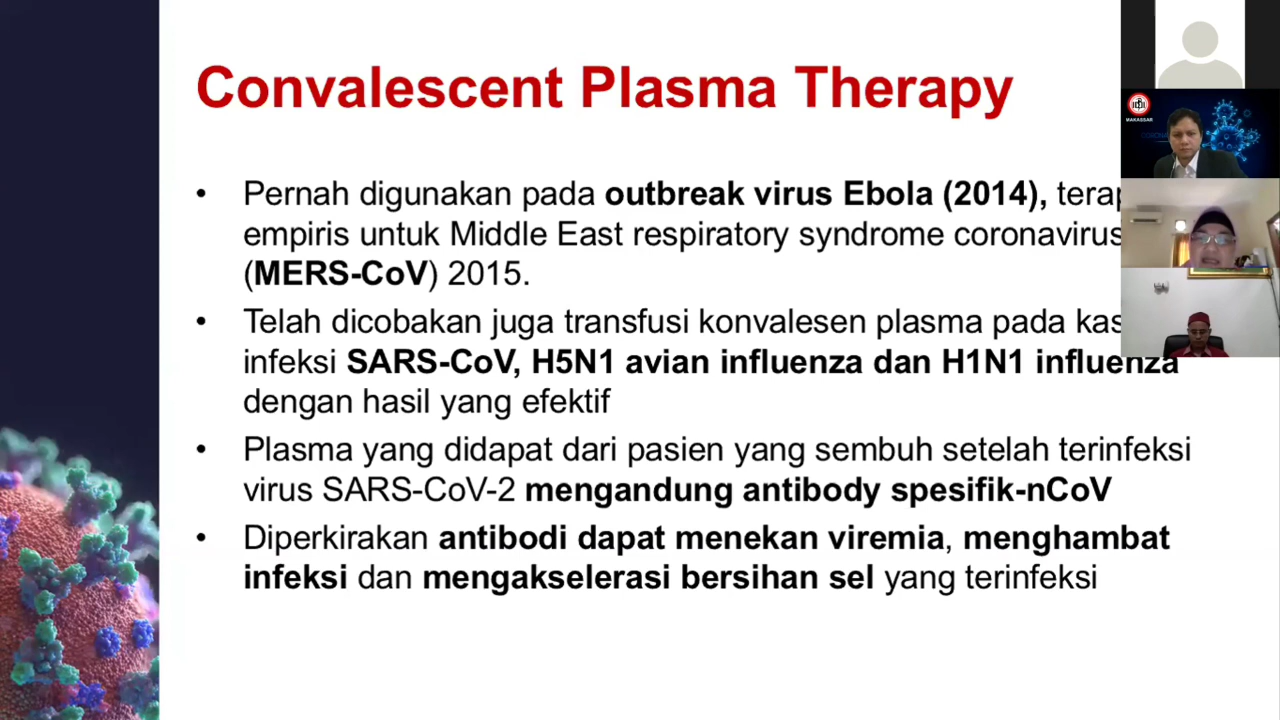 Convalescent Plasma Therapy
• Pernah digunakan pada outbreak virus Ebola (2014),
empiris untuk Middle East respiratory syndrome coronavirus
(MERS-CoV) 2015.
• Telah dicobakan juga transfusi konvalesen plasma pada
infeksi SARS-CoV, H5N1 avian influenza dan H1N1 influenza
dengan hasil yang efektif
• Plasma yang didapat dari pasien yang sembuh setelah terinfeksi
virus SARS-CoV-2 mengandung antibody spesifik-nCoV
• Diperkirakan antibodi dapat menekan viremia, menghambat
infeksi dan mengakselerasi bersihan sel yang terinfeksi
MAKASSAR